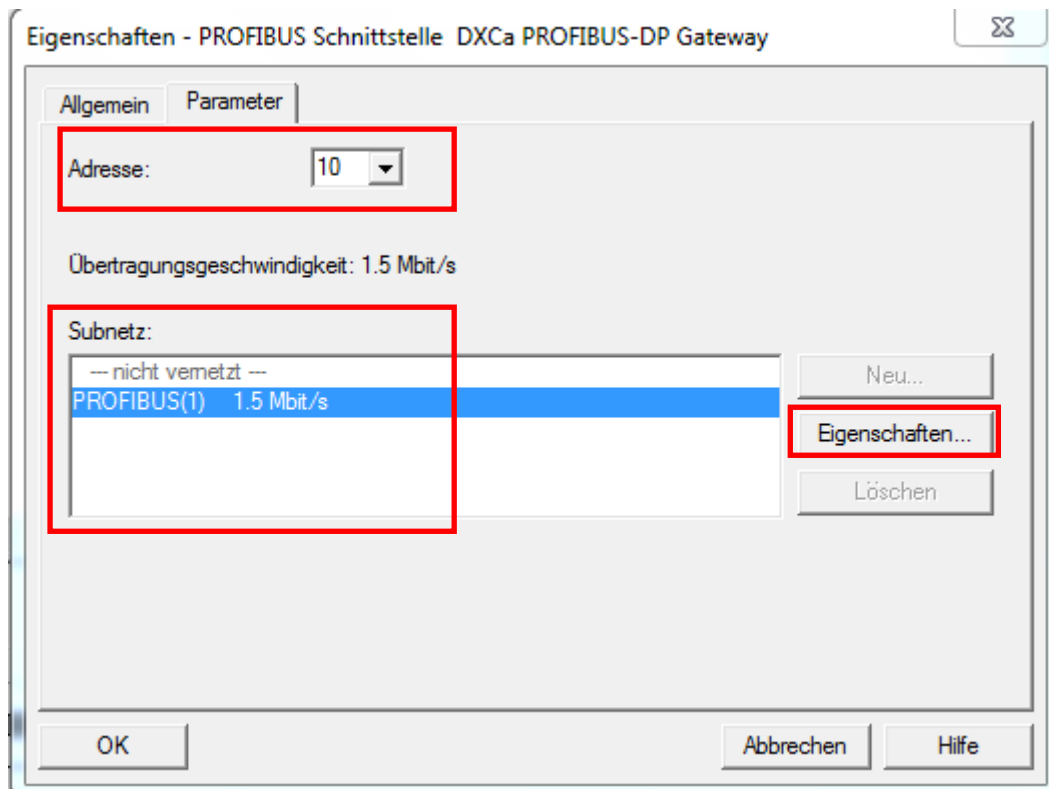 Eigenschaften - PROFIBUS Schnittstelle  DXCa PROFIBUS-DP Gateway
Allgemein Parameter
Adresse: 10
Übertragungsgeschwindigkeit: 1.5 Mbit/s
Subnetz:
--- nicht vernetzt ---
Neu...
PROFIBUS(1) 1.5 Mbit/s
Eigenschaften...
Löschen
OK Abbrechen Hilfe